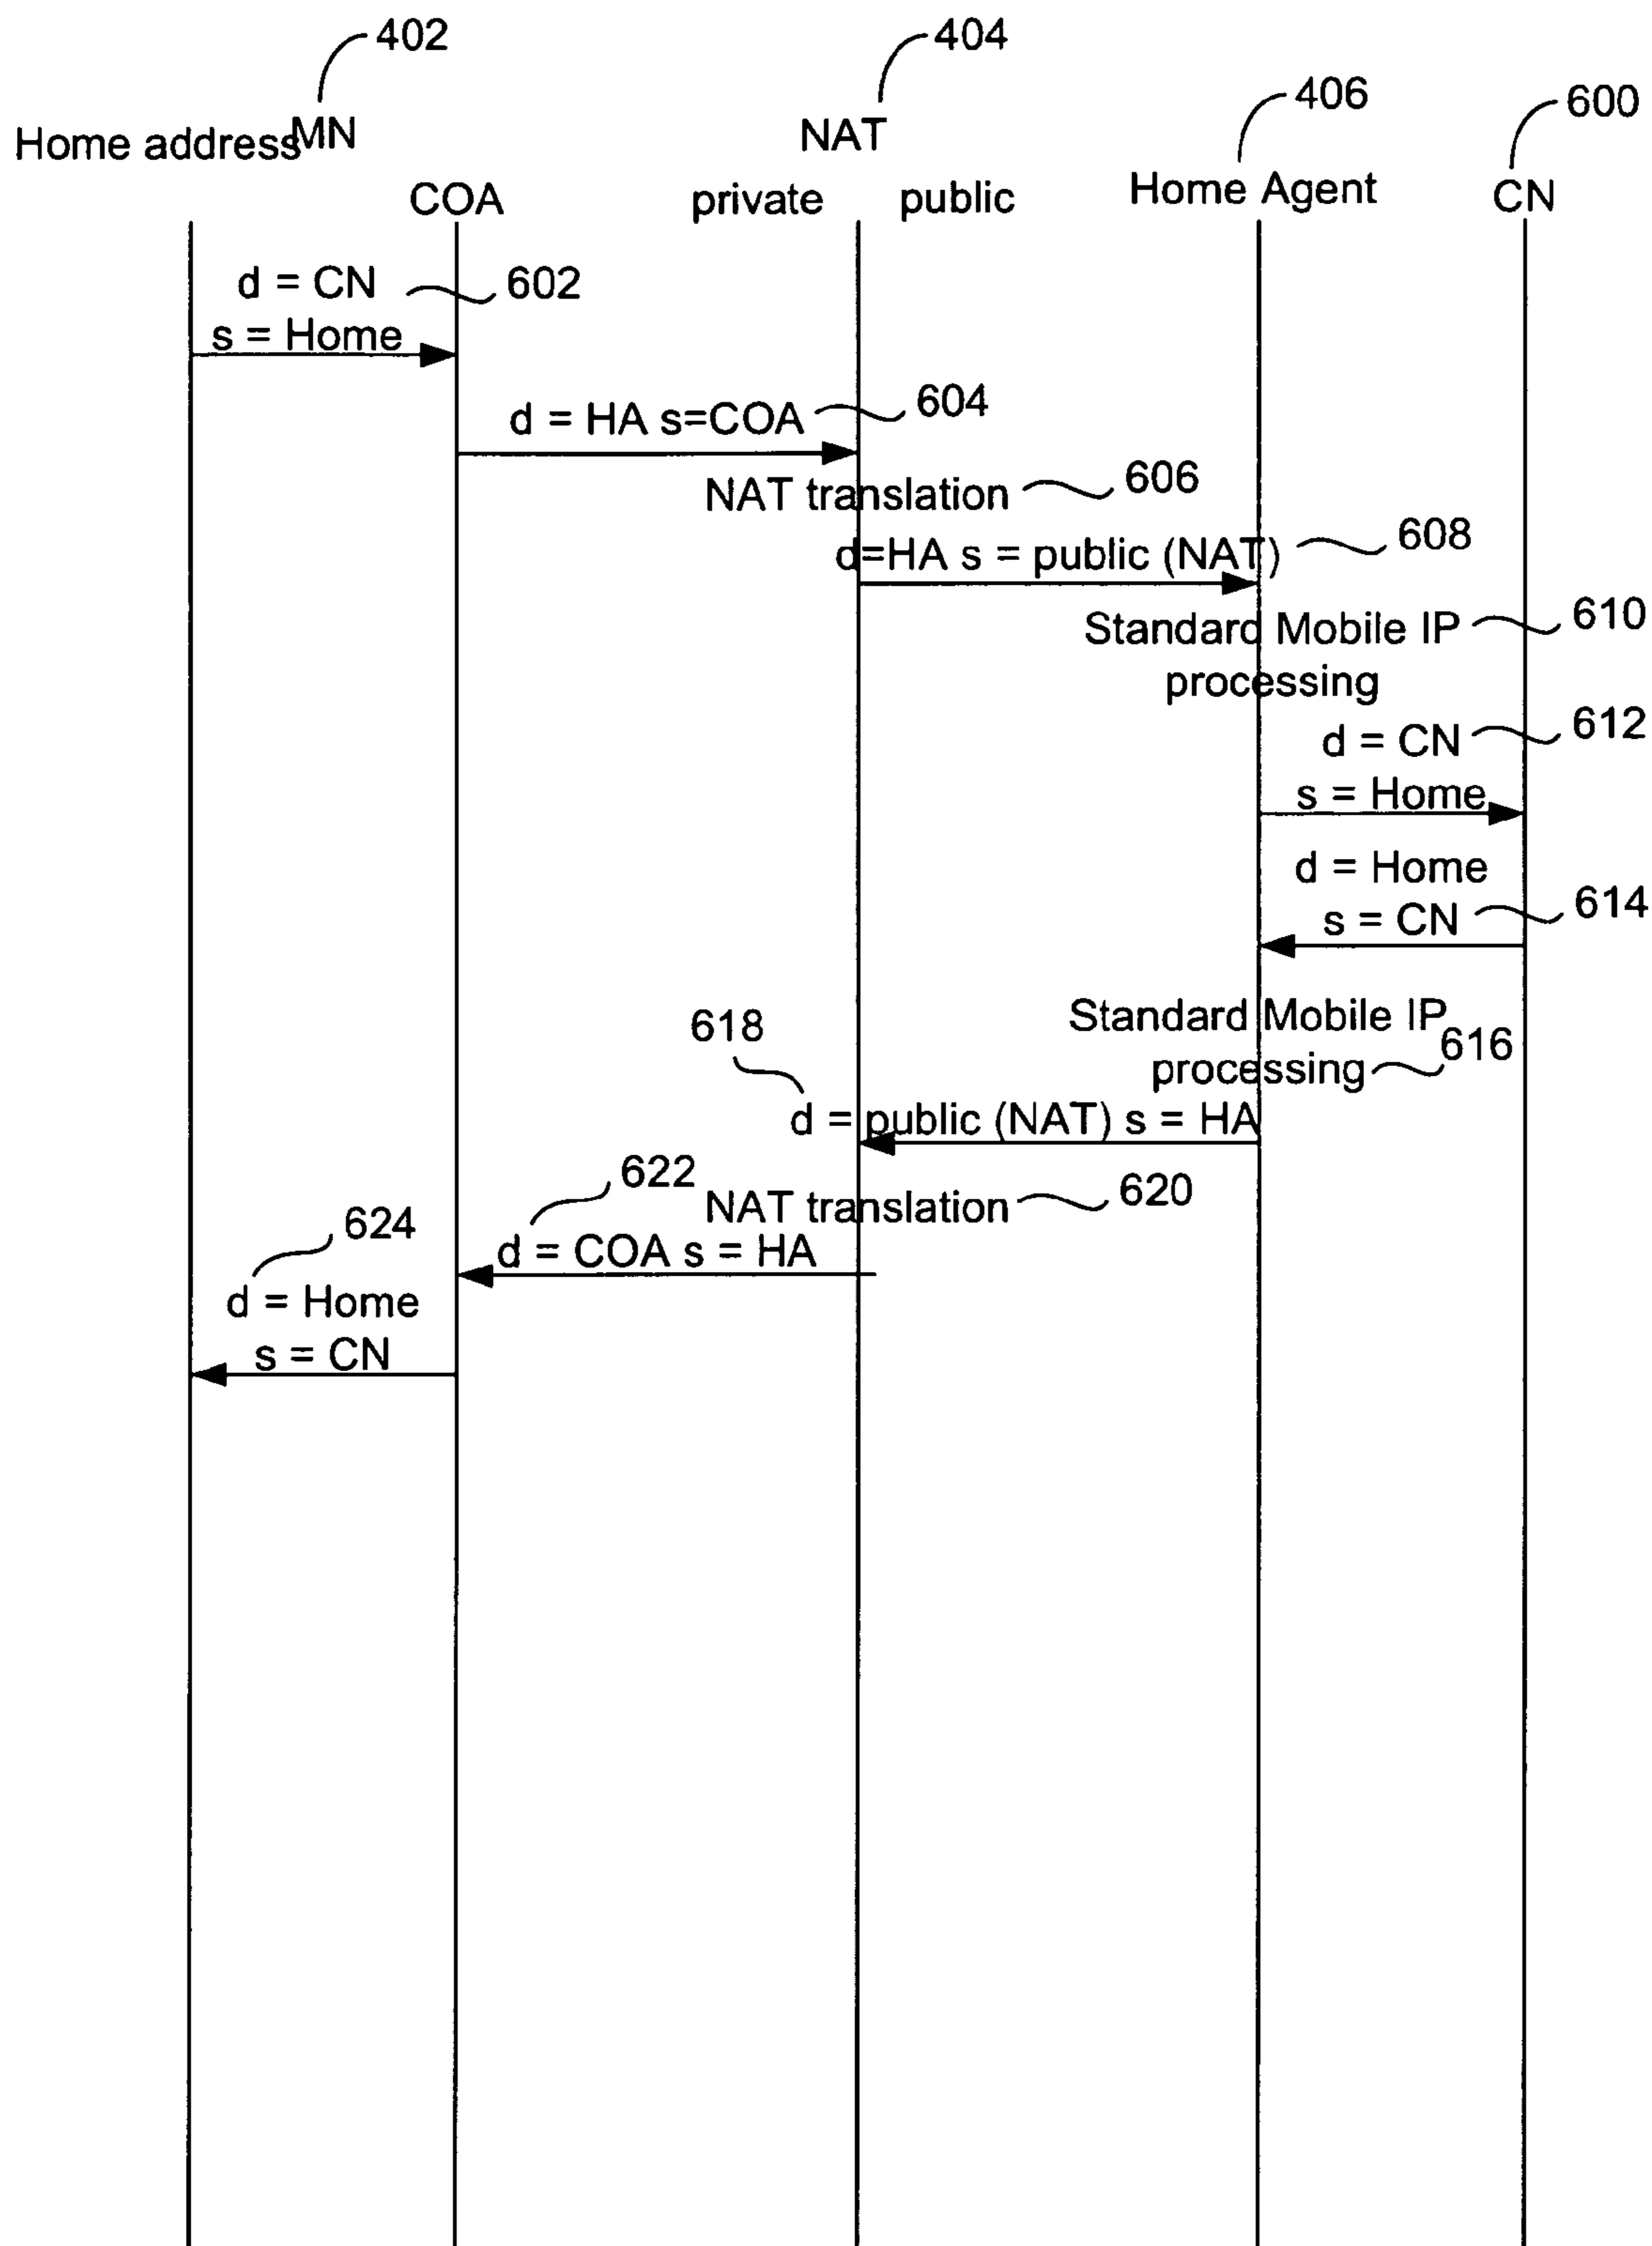 402
404
406
600
Home address
MN
NAT
COA
private
public
Home Agent
CN
d = CN
602
s = Home
604
d = HA s=COA
606
NAT translation
608
d=HA s = public (NAT)
610
Standard Mobile IP
processing
612
d = CN
s = Home
d = Home
614
s = CN
Standard Mobile IP
618
616
processing
d = public (NAT) s = HA
622
620
NAT translation
624
d = COA s = HA
d = Home
s = CN